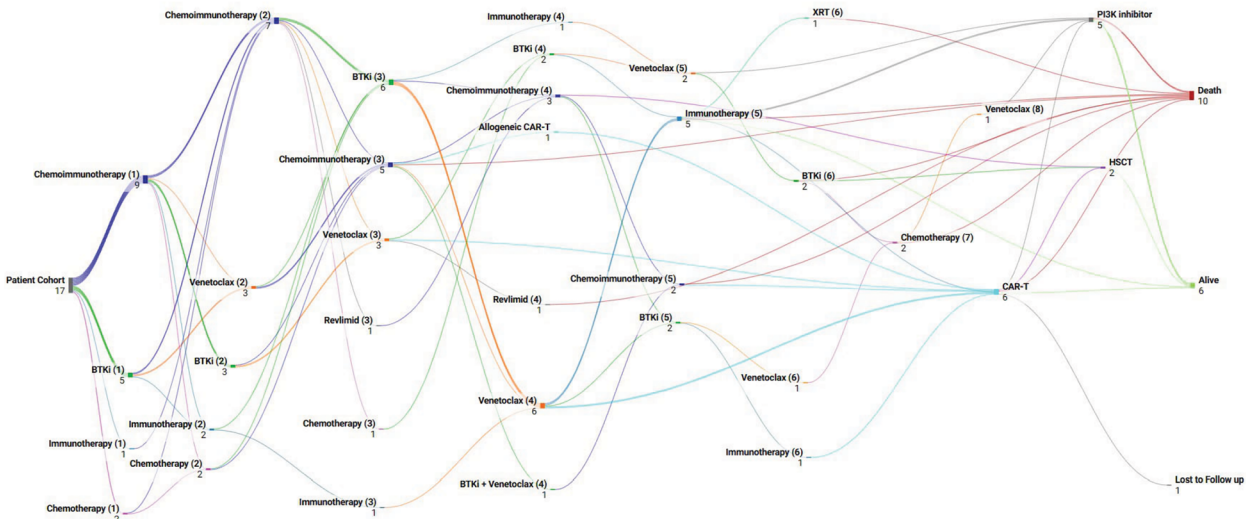 Chemoimmunotherapy (2)
7
Immunotherapy (4)
1
XRT (6)
1
PI3K inhibitor
5
BTKi (4)
2
BTKi (3)
6
Venetoclax (5)
2
Chemoimmunotherapy (4)
3
Death
10
Immunotherapy (5)
5
Venetoclax (8)
1
Allogeneic CAR-T
1
Chemoimmunotherapy (3)
5
HSCT
2
Chemoimmunotherapy (1)
9
BTKi (6)
2
Venetoclax (3)
3
Chemotherapy (7)
2
Patient Cohort
17
Venetoclax (2)
3
Chemoimmunotherapy (5)
2
CAR-T
6
Alive
6
Revlimid (4)
1
Revlimid (3)
1
BTKi (5)
2
BTKi (1)
5
BTKi (2)
3
Venetoclax (6)
1
Venetoclax (4)
6
Immunotherapy (2)
2
Chemotherapy (3)
1
Immunotherapy (1)
1
Immunotherapy (6)
1
Chemotherapy (2)
2
BTKi + Venetoclax (4)
1
Lost to Follow up
1
Immunotherapy (3)
1
Chemotherapy (1)